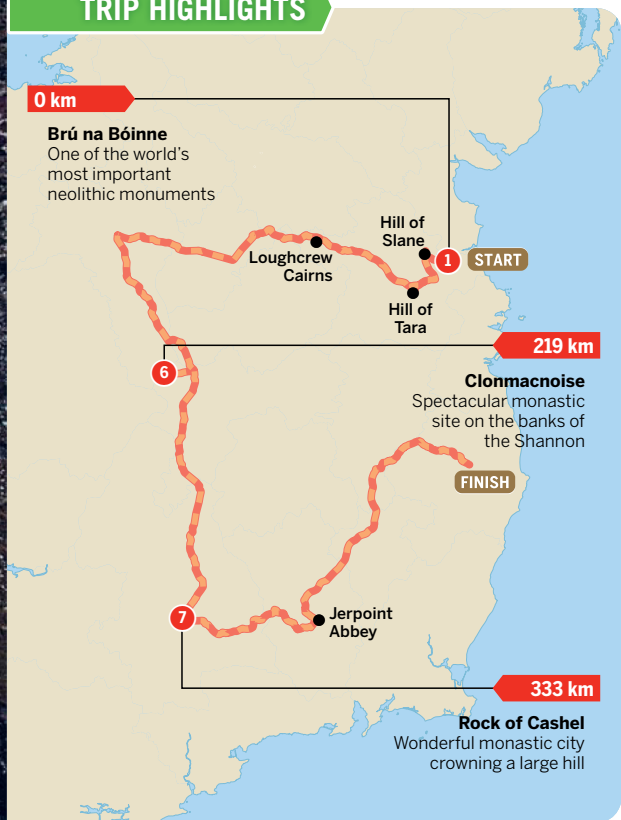 TRIP HIGHLIGHTS
0 km
Brú na Bóinne
One of the world's
most important
neolithic monuments
Hill of
Slane
Loughcrew
Cairns
1
START
Hill of
Tara
219 km
6
Clonmacnoise
Spectacular monastic
site on the banks of
the Shannon
FINISH
7
Jerpoint
Abbey
333 km
Rock of Cashel
Wonderful monastic city
crowning a large hill